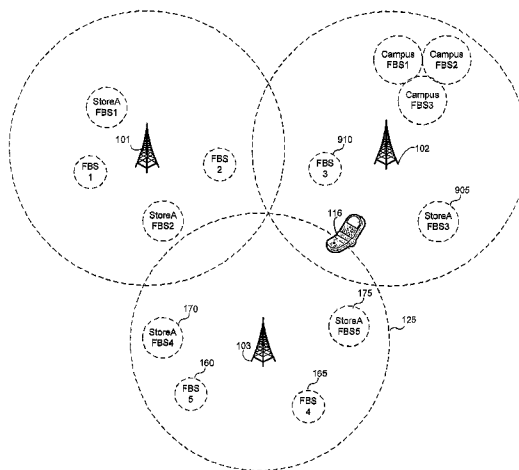 Campus
FBS1
Campus
FBS2
Campus
FBS3
StoreA
FBS1
101
FBS
1
FBS
2
StoreA
FBS2
910
FBS
3
102
905
StoreA
FBS3
116
170
StoreA
FBS4
175
StoreA
FBS5
125
103
160
FBS
5
165
FBS
4